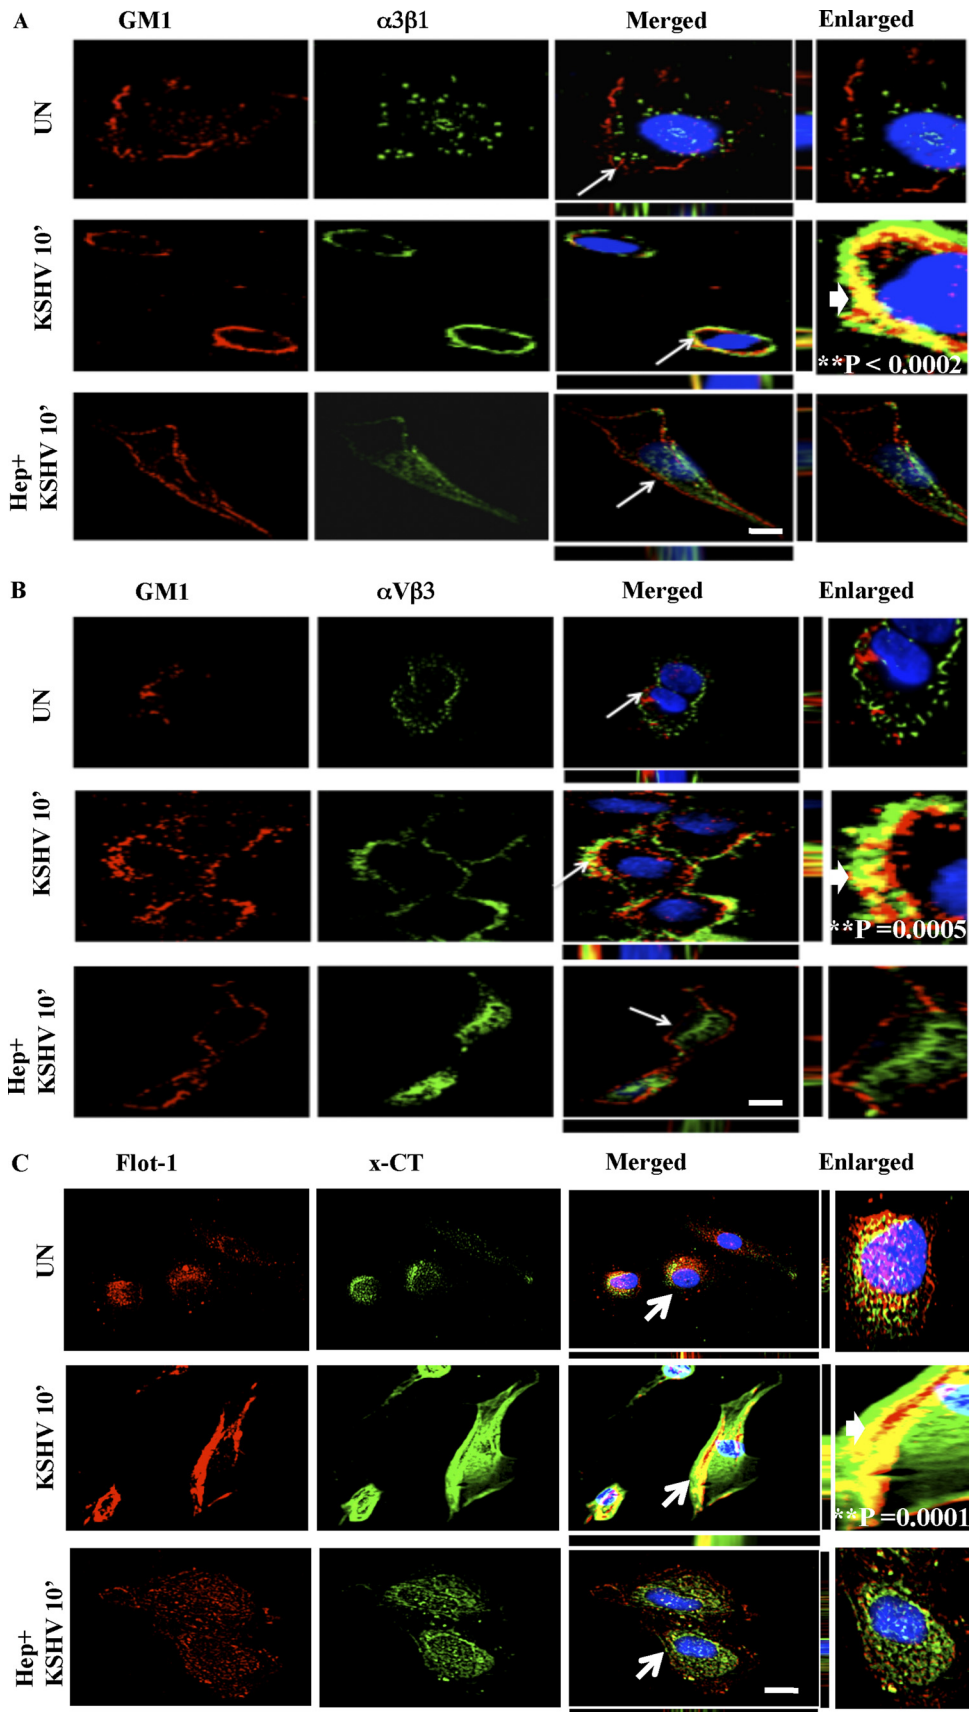 A GM1 α3β1 Merged Enlarged
UN
KSHV 10’
**P < 0.0002
Hep+
KSHV 10’
B GM1 αVβ3 Merged Enlarged
UN
KSHV 10’
**P =0.0005
Hep+
KSHV 10’
C Flot-1 x-CT Merged Enlarged
UN
KSHV 10’
**P =0.0001
Hep+
KSHV 10’